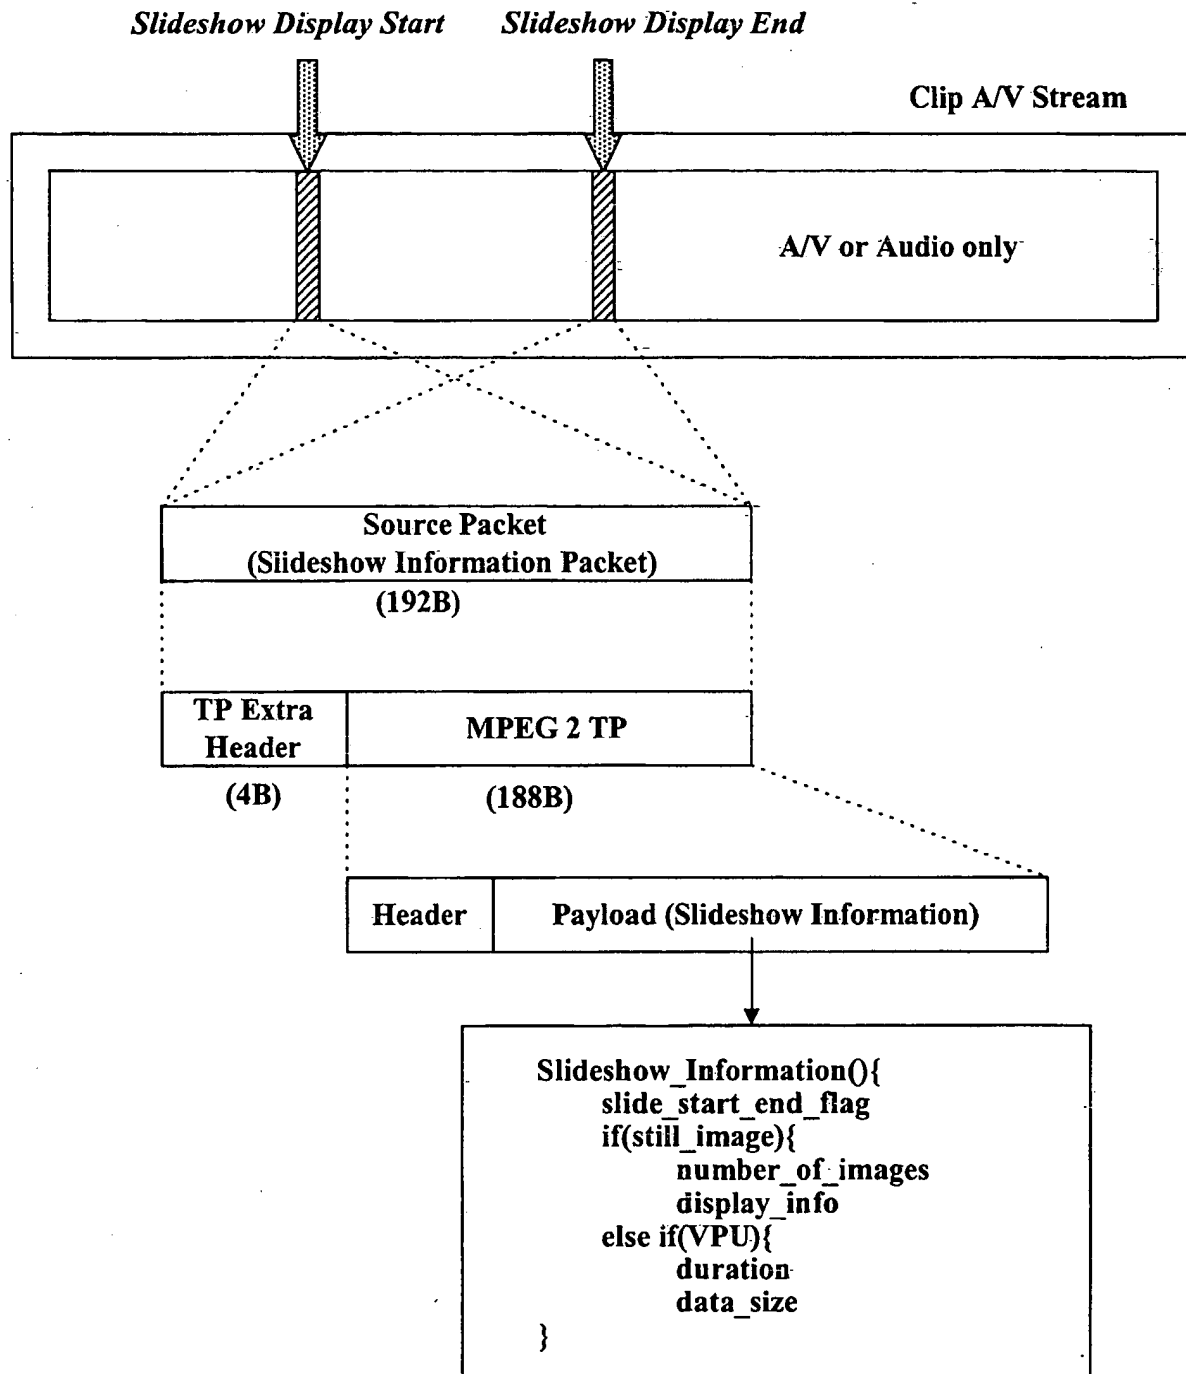 Slideshow Display Start
Slideshow Display End
Clip A/V Stream
A/V or Audio only
Source Packet
(Slideshow Information Packet)
(192B)
TP Extra
Header
MPEG 2 TP
(4B)
(188B)
Header
Payload (Slideshow Information)
Slideshow_Information(){
slide_start_end_flag
if(still_image){
number_of_images
display_info
else if(VPU){
duration
data_size
}